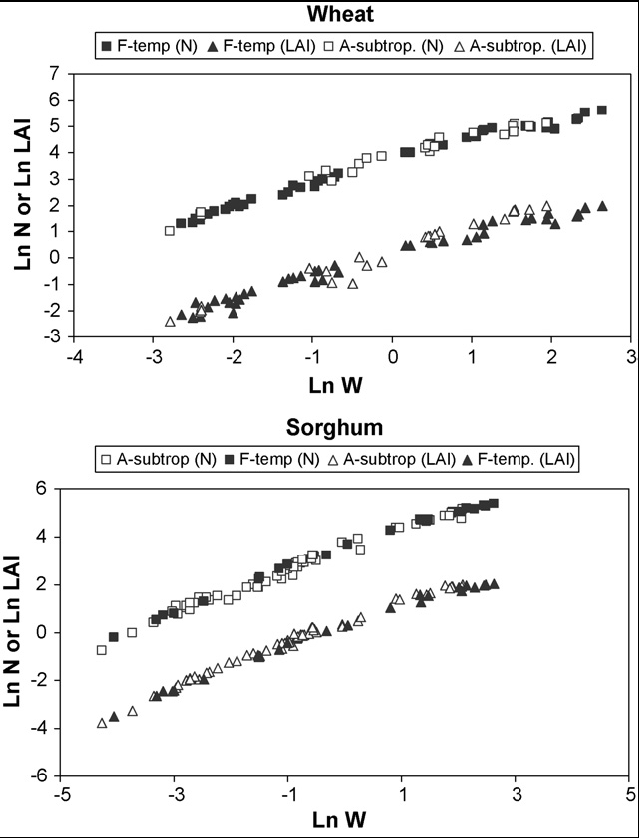 Wheat
F-temp (N) F-temp (LAI) A-subtrop. (N) A-subtrop. (LAI)
7
6
5
4
3
2
1
0
-1
-2
-3
-4 -3 -2 -1 0 1 2 3
Ln N or Ln LAI
Ln W
Sorghum
A-subtrop (N) F-temp (N) A-subtrop (LAI) F-temp. (LAI)
6
4
2
0
-2
-4
-6
-5 -3 -1 1 3 5
Ln N or Ln LAI
Ln W